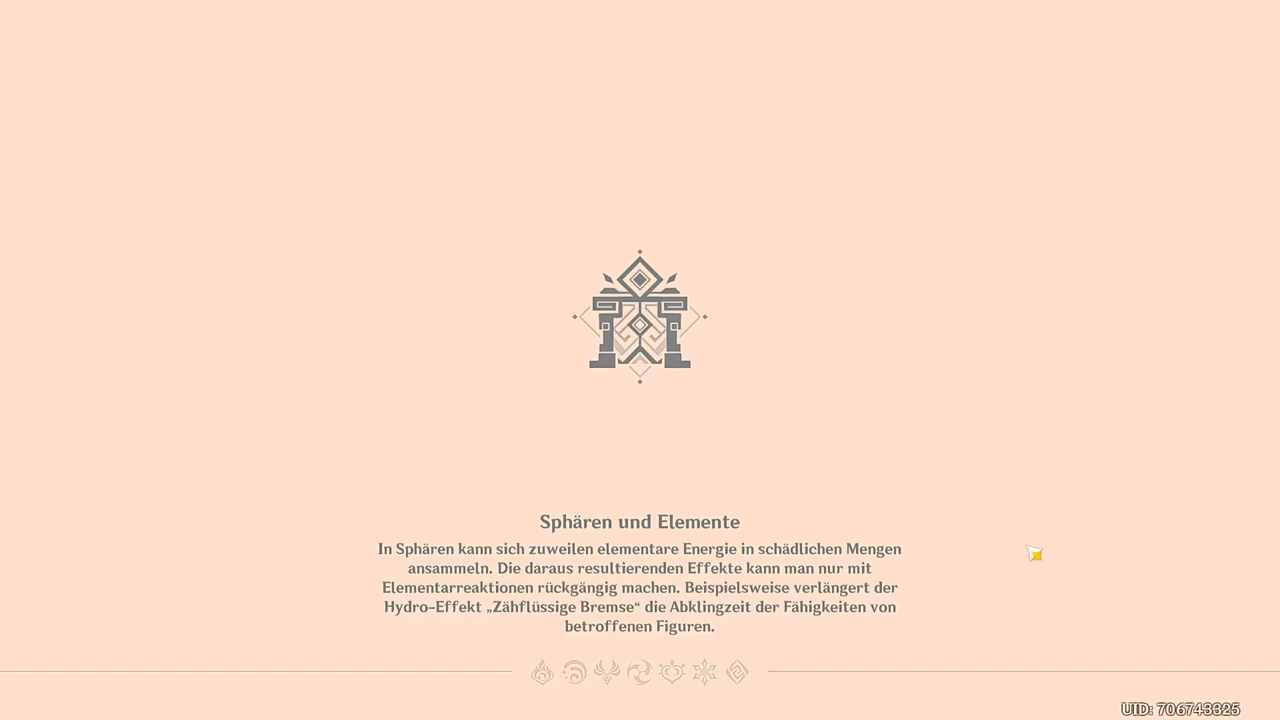 Sphären und Elemente
In Sphären kann sich zuweilen elementare Energie in schädlichen Mengen
ansammeln. Die daraus resultierenden Effekte kann man nur mit
Elementarreaktionen rückgängig machen. Beispielsweise verlängert der
Hydro-Effekt „Zähflüssige Bremse“ die Abklingzeit der Fähigkeiten von
betroffenen Figuren.
UID: 706743325